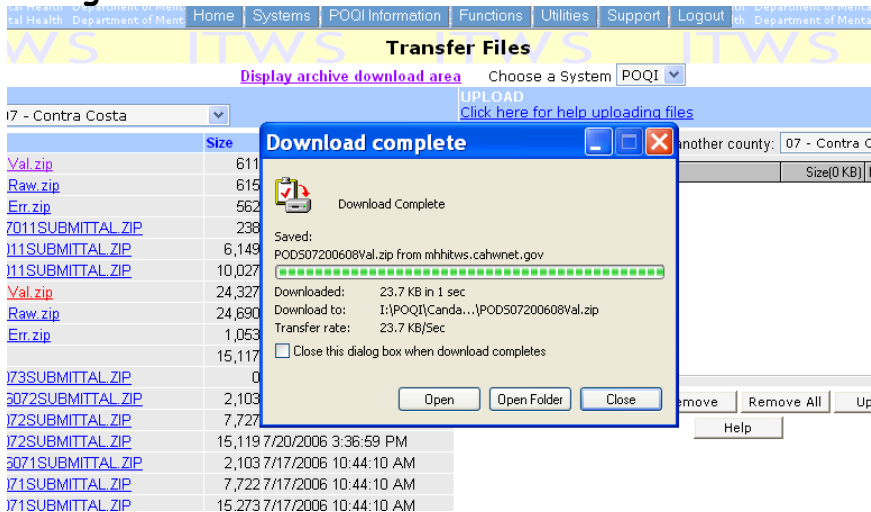 Home Systems POQI Information Functions Utilities Support Logout
Transfer Files
Display archive download area Choose a System POQI
UPLOAD
07 - Contra Costa
Click here for help uploading files
Size
another county: 07 - Contra
Size(0 KB)
Val.zip 611
Raw.zip 615
Err.zip 562
7011SUBMITTAL.ZIP 238
011SUBMITTAL.ZIP 6,149
011SUBMITTAL.ZIP 10,027
Val.zip 24,327
Raw.zip 24,690
Err.zip 1,053
15,117
073SUBMITTAL.ZIP 0
6072SUBMITTAL.ZIP 2,103
072SUBMITTAL.ZIP 7,727
072SUBMITTAL.ZIP 15,119 7/20/2006 3:36:59 PM
6071SUBMITTAL.ZIP 2,103 7/17/2006 10:44:10 AM
071SUBMITTAL.ZIP 7,722 7/17/2006 10:44:10 AM
071SUBMITTAL.ZIP 15,273 7/17/2006 10:44:10 AM
Download complete
Download Complete
Saved:
PODS07200608Val.zip from mhhitws.cahwnet.gov
Downloaded: 23.7 KB in 1 sec
Download to: I:\POQI\Canda...\PODS07200608Val.zip
Transfer rate: 23.7 KB/Sec
Close this dialog box when download completes
Open Open Folder Close
Remove All
Help